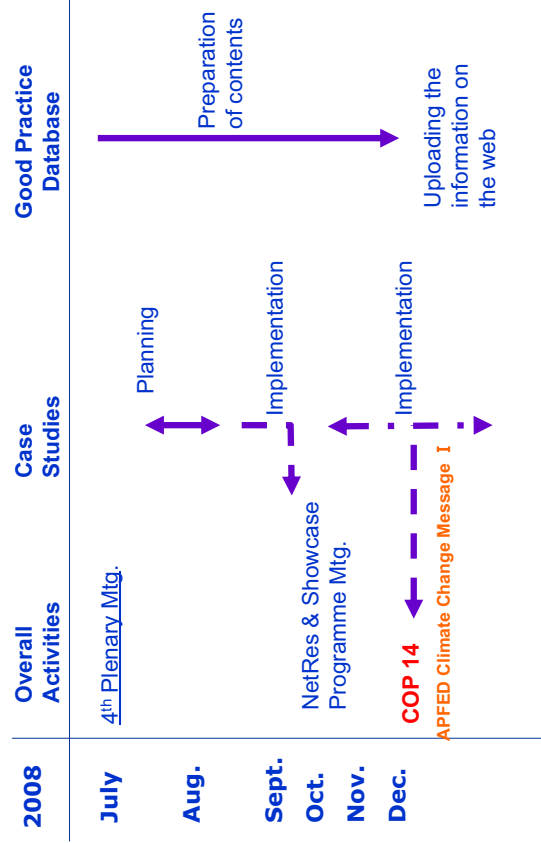 2008
Overall
Activities
Case
Studies
Good Practice
Database
July
4th Plenary Mtg.
Planning
Preparation
of contents
Aug.
Sept.
Implementation
Oct.
NetRes & Showcase
Programme Mtg.
Nov.
Dec.
COP 14
Implementation
Uploading the
information on
the web
APFED Climate Change Message I